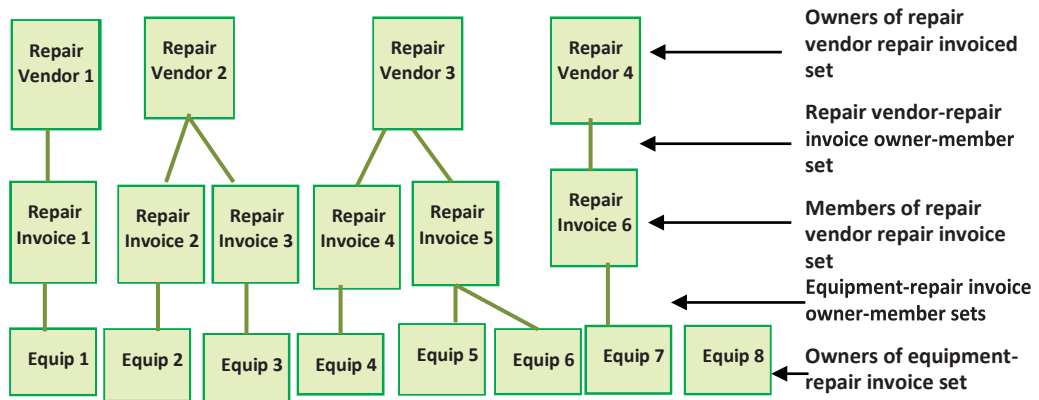 Repair
Vendor 1
Repair
Vendor 2
Repair
Vendor 3
Repair
Vendor 4
Owners of repair
vendor repair invoiced
set
Repair vendor-repair
invoice owner-member
set
Repair
Invoice 1
Repair
Invoice 2
Repair
Invoice 3
Repair
Invoice 4
Repair
Invoice 5
Repair
Invoice 6
Members of repair
vendor repair invoice
set
Equipment-repair invoice
owner-member sets
Equip 1
Equip 2
Equip 3
Equip 4
Equip 5
Equip 6
Equip 7
Equip 8
Owners of equipment-
repair invoice set